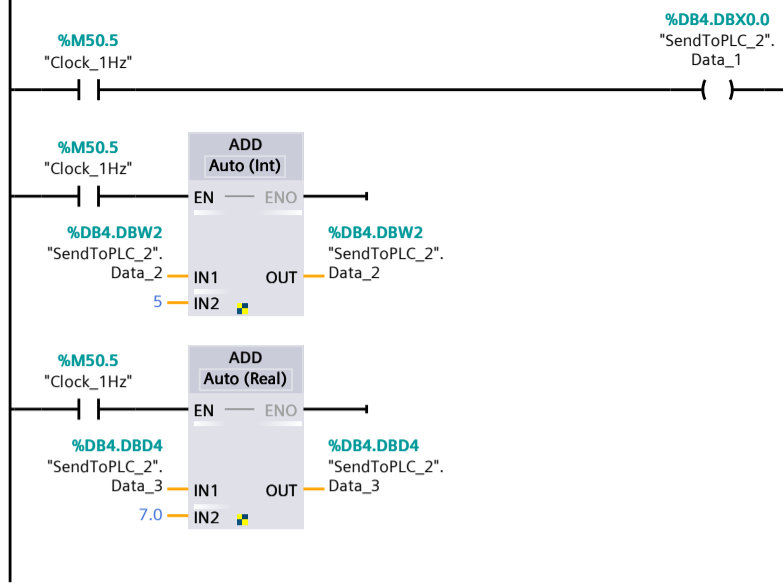 %DB4.DBX0.0
"SendToPLC_2".
Data_1
%M50.5
"Clock_1Hz"
%M50.5
"Clock_1Hz"
ADD
Auto (Int)
EN
ENO
%DB4.DBW2
"SendToPLC_2".
Data_2
IN1
OUT
%DB4.DBW2
"SendToPLC_2".
Data_2
5
IN2
%M50.5
"Clock_1Hz"
ADD
Auto (Real)
EN
ENO
%DB4.DBD4
"SendToPLC_2".
Data_3
IN1
OUT
%DB4.DBD4
"SendToPLC_2".
Data_3
7.0
IN2